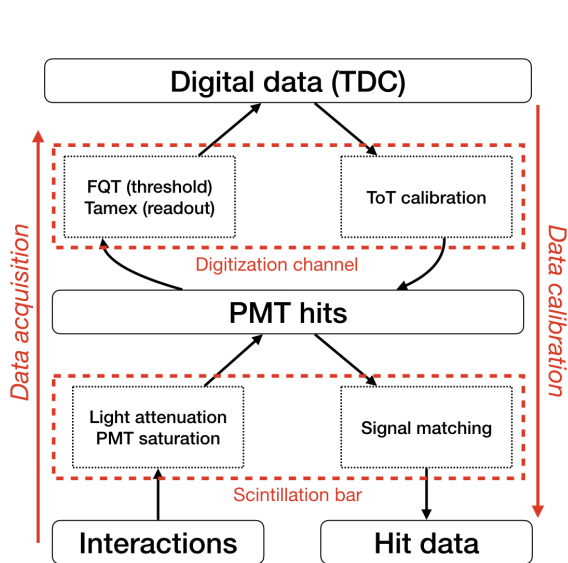 Digital data (TDC)
FQT (threshold)
Tamex (readout)
ToT calibration
Digitization channel
Data acquisition
Data calibration
PMT hits
Light attenuation
PMT saturation
Signal matching
Scintillation bar
Interactions
Hit data